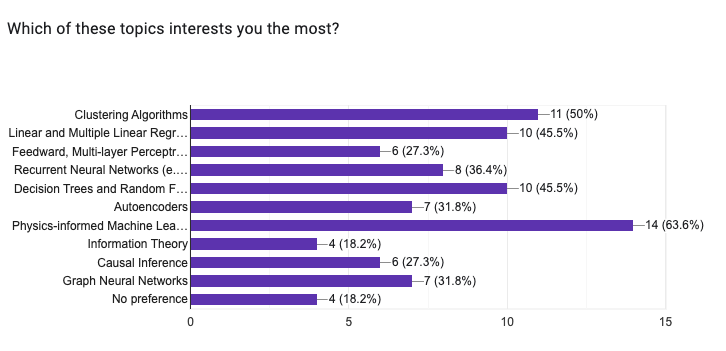 Which of these topics interests you the most?
Clustering Algorithms 11 (50%)
Linear and Multiple Linear Regr… 10 (45.5%)
Feedward, Multi-layer Perceptr… 6 (27.3%)
Recurrent Neural Networks (e.… 8 (36.4%)
Decision Trees and Random F… 10 (45.5%)
Autoencoders 7 (31.8%)
Physics-informed Machine Lea… 14 (63.6%)
Information Theory 4 (18.2%)
Causal Inference 6 (27.3%)
Graph Neural Networks 7 (31.8%)
No preference 4 (18.2%)
0 5 10 15